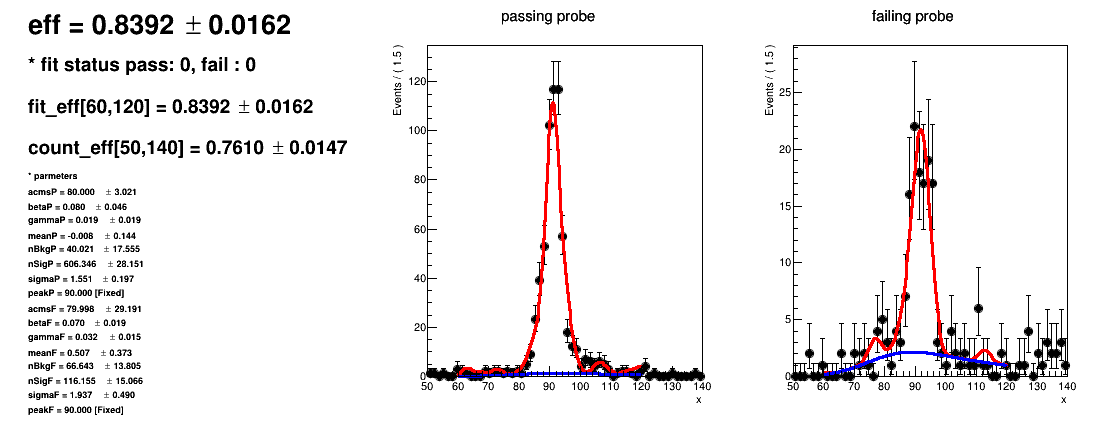 eff = 0.8392 ± 0.0162
* fit status pass: 0, fail : 0
fit_eff[60,120] = 0.8392 ± 0.0162
count_eff[50,140] = 0.7610 ± 0.0147
* parmeters
acmsP = 80.000 ± 3.021
betaP = 0.080 ± 0.046
gammaP = 0.019 ± 0.019
meanP = -0.008 ± 0.144
nBkgP = 40.021 ± 17.555
nSigP = 606.346 ± 28.151
sigmaP = 1.551 ± 0.197
peakP = 90.000 [Fixed]
acmsF = 79.998 ± 29.191
betaF = 0.070 ± 0.019
gammaF = 0.032 ± 0.015
meanF = 0.507 ± 0.373
nBkgF = 66.643 ± 13.805
nSigF = 116.155 ± 15.066
sigmaF = 1.937 ± 0.490
peakF = 90.000 [Fixed]
passing probe
Events / ( 1.5 )
120
100
80
60
40
20
0
50 60 70 80 90 100 110 120 130 140
x
failing probe
Events / ( 1.5 )
25
20
15
10
5
0
50 60 70 80 90 100 110 120 130 140
x